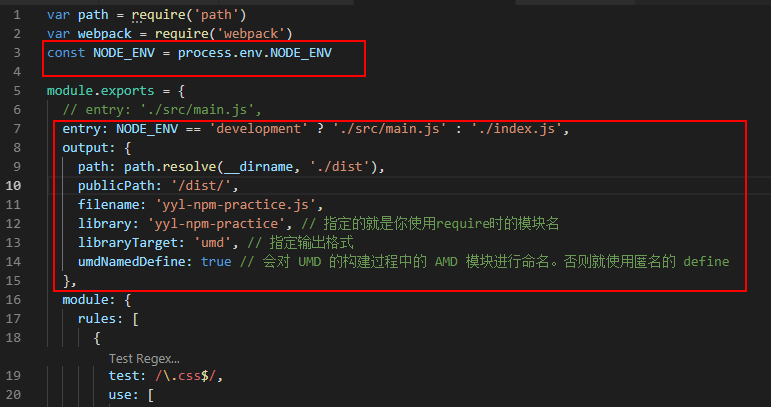 1 var path = require('path')
2 var webpack = require('webpack')
3 const NODE_ENV = process.env.NODE_ENV
4
5 module.exports = {
6 // entry: './src/main.js',
7 entry: NODE_ENV == 'development' ? './src/main.js' : './index.js',
8 output: {
9 path: path.resolve(__dirname, './dist'),
10 publicPath: '/dist/',
11 filename: 'yyl-npm-practice.js',
12 library: 'yyl-npm-practice', // 指定的就是你使用require时的模块名
13 libraryTarget: 'umd', // 指定输出格式
14 umdNamedDefine: true // 会对 UMD 的构建过程中的 AMD 模块进行命名。否则就使用匿名的 define
15 },
16 module: {
17 rules: [
18 {
Test Regex...
19 test: /\.css$/,
20 use: [